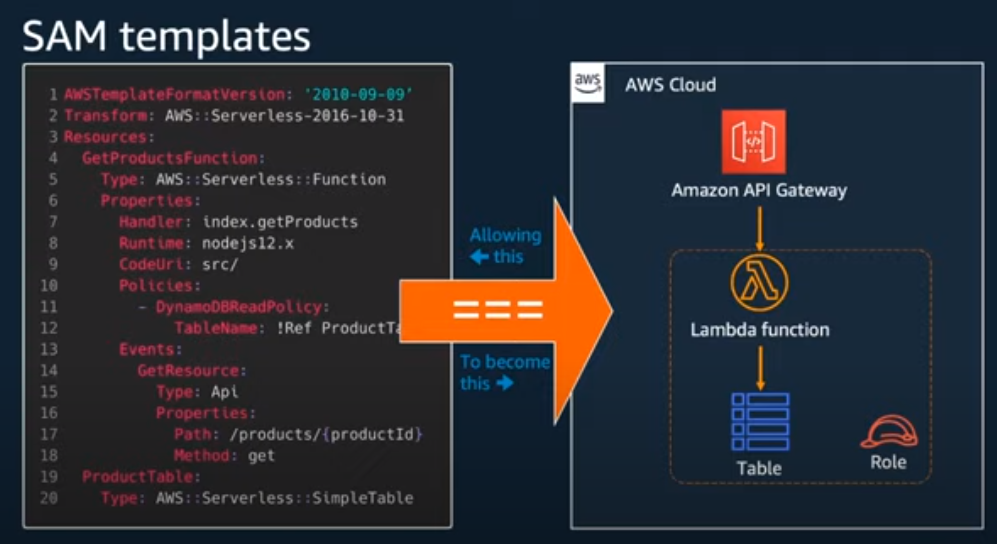 SAM templates
1 AWSTemplateFormatVersion: '2010-09-09'
2 Transform: AWS::Serverless-2016-10-31
3 Resources:
4   GetProductsFunction:
5     Type: AWS::Serverless::Function
6     Properties:
7       Handler: index.getProducts
8       Runtime: nodejs12.x
9       CodeUri: src/
10       Policies:
11         - DynamoDBReadPolicy:
12             TableName: !Ref ProductTa
13       Events:
14         GetResource:
15           Type: Api
16           Properties:
17             Path: /products/{productId}
18             Method: get
19   ProductTable:
20     Type: AWS::Serverless::SimpleTable
Allowing
← this
===
To become
this →
aws
AWS Cloud
</>
Amazon API Gateway
λ
Lambda function
Table
Role